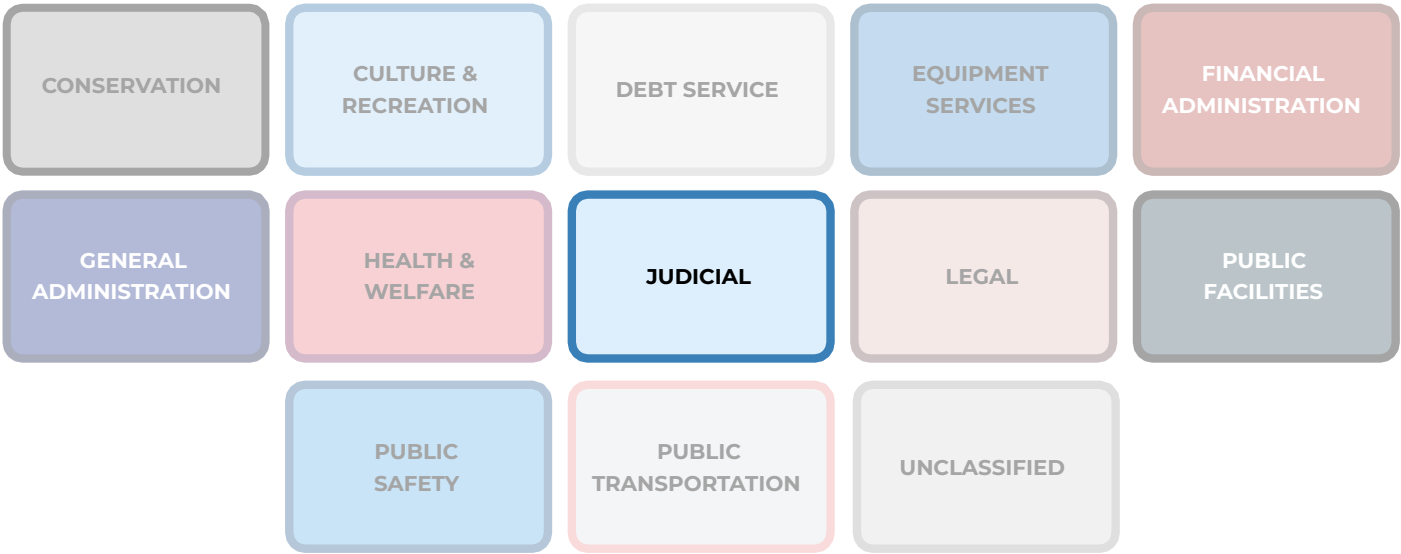 CONSERVATION
CULTURE &
RECREATION
DEBT SERVICE
EQUIPMENT
SERVICES
FINANCIAL
ADMINISTRATION
GENERAL
ADMINISTRATION
HEALTH &
WELFARE
JUDICIAL
LEGAL
PUBLIC
FACILITIES
PUBLIC
SAFETY
PUBLIC
TRANSPORTATION
UNCLASSIFIED